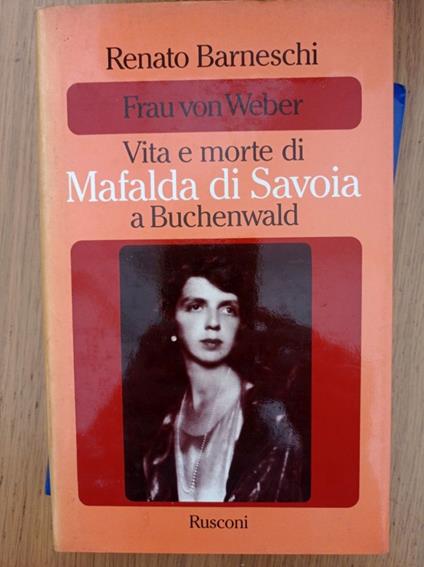 Renato Barneschi
Frau von Weber
Vita e morte di
Mafalda di Savoia
a Buchenwald
Rusconi